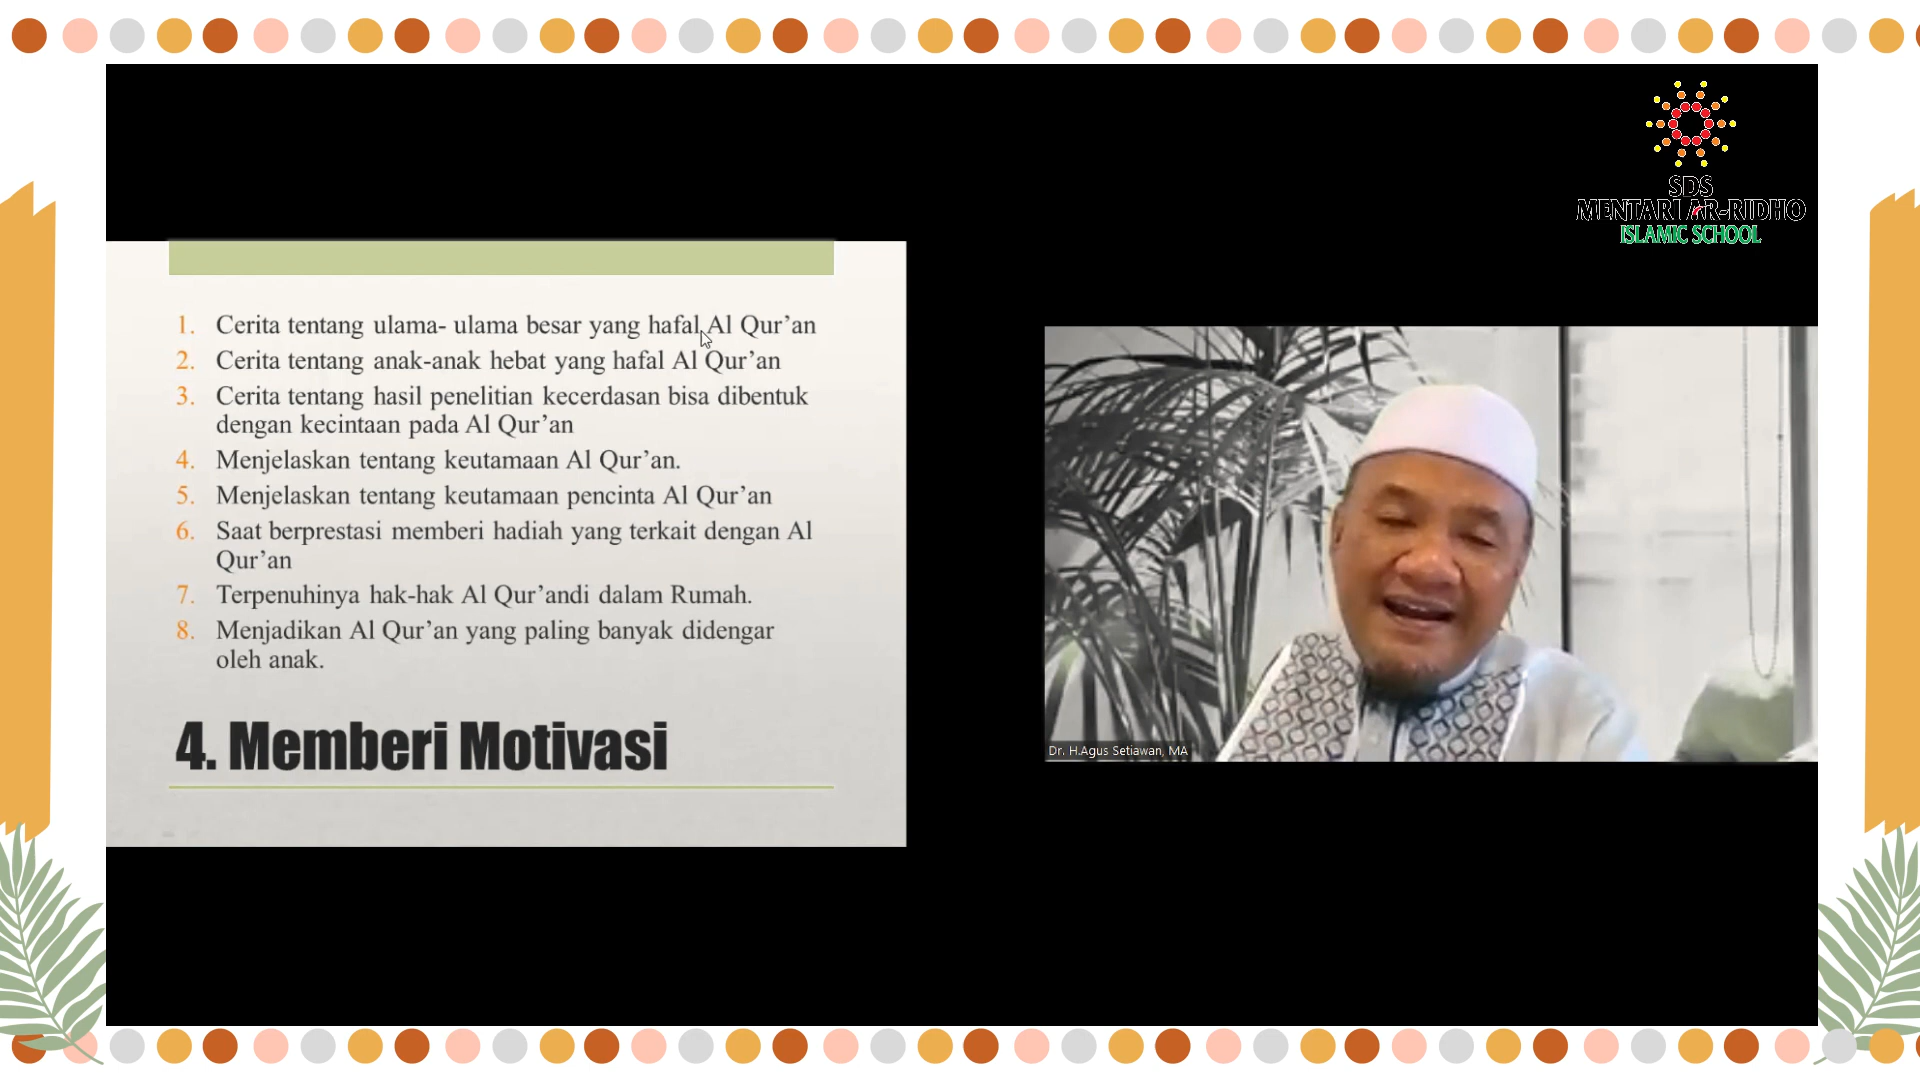 SDS
MENTARI AR-RIDHO
ISLAMIC SCHOOL
1. Cerita tentang ulama- ulama besar yang hafal Al Qur’an
2. Cerita tentang anak-anak hebat yang hafal Al Qur’an
3. Cerita tentang hasil penelitian kecerdasan bisa dibentuk
dengan kecintaan pada Al Qur’an
4. Menjelaskan tentang keutamaan Al Qur’an.
5. Menjelaskan tentang keutamaan pencinta Al Qur’an
6. Saat berprestasi memberi hadiah yang terkait dengan Al
Qur’an
7. Terpenuhinya hak-hak Al Qur’andi dalam Rumah.
8. Menjadikan Al Qur’an yang paling banyak didengar
oleh anak.
4. Memberi Motivasi
Dr. H.Agus Setiawan, MA